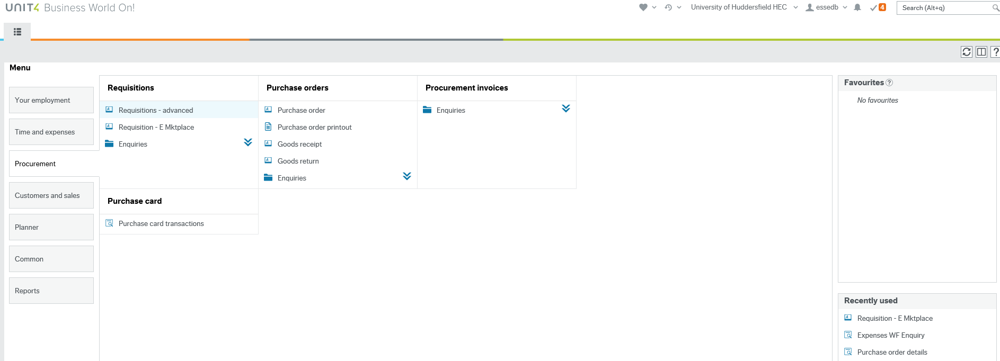 UNIT4 Business World On!
University of Huddersfield HEC
essedb
4
Search (Alt+q)
?
Menu
Your employment
Time and expenses
Procurement
Customers and sales
Planner
Common
Reports
Requisitions
Requisitions - advanced
Requisition - E Mktplace
Enquiries
Purchase orders
Purchase order
Purchase order printout
Goods receipt
Goods return
Enquiries
Procurement invoices
Enquiries
Purchase card
Purchase card transactions
Favourites ?
No favourites
Recently used
Requisition - E Mktplace
Expenses WF Enquiry
Purchase order details